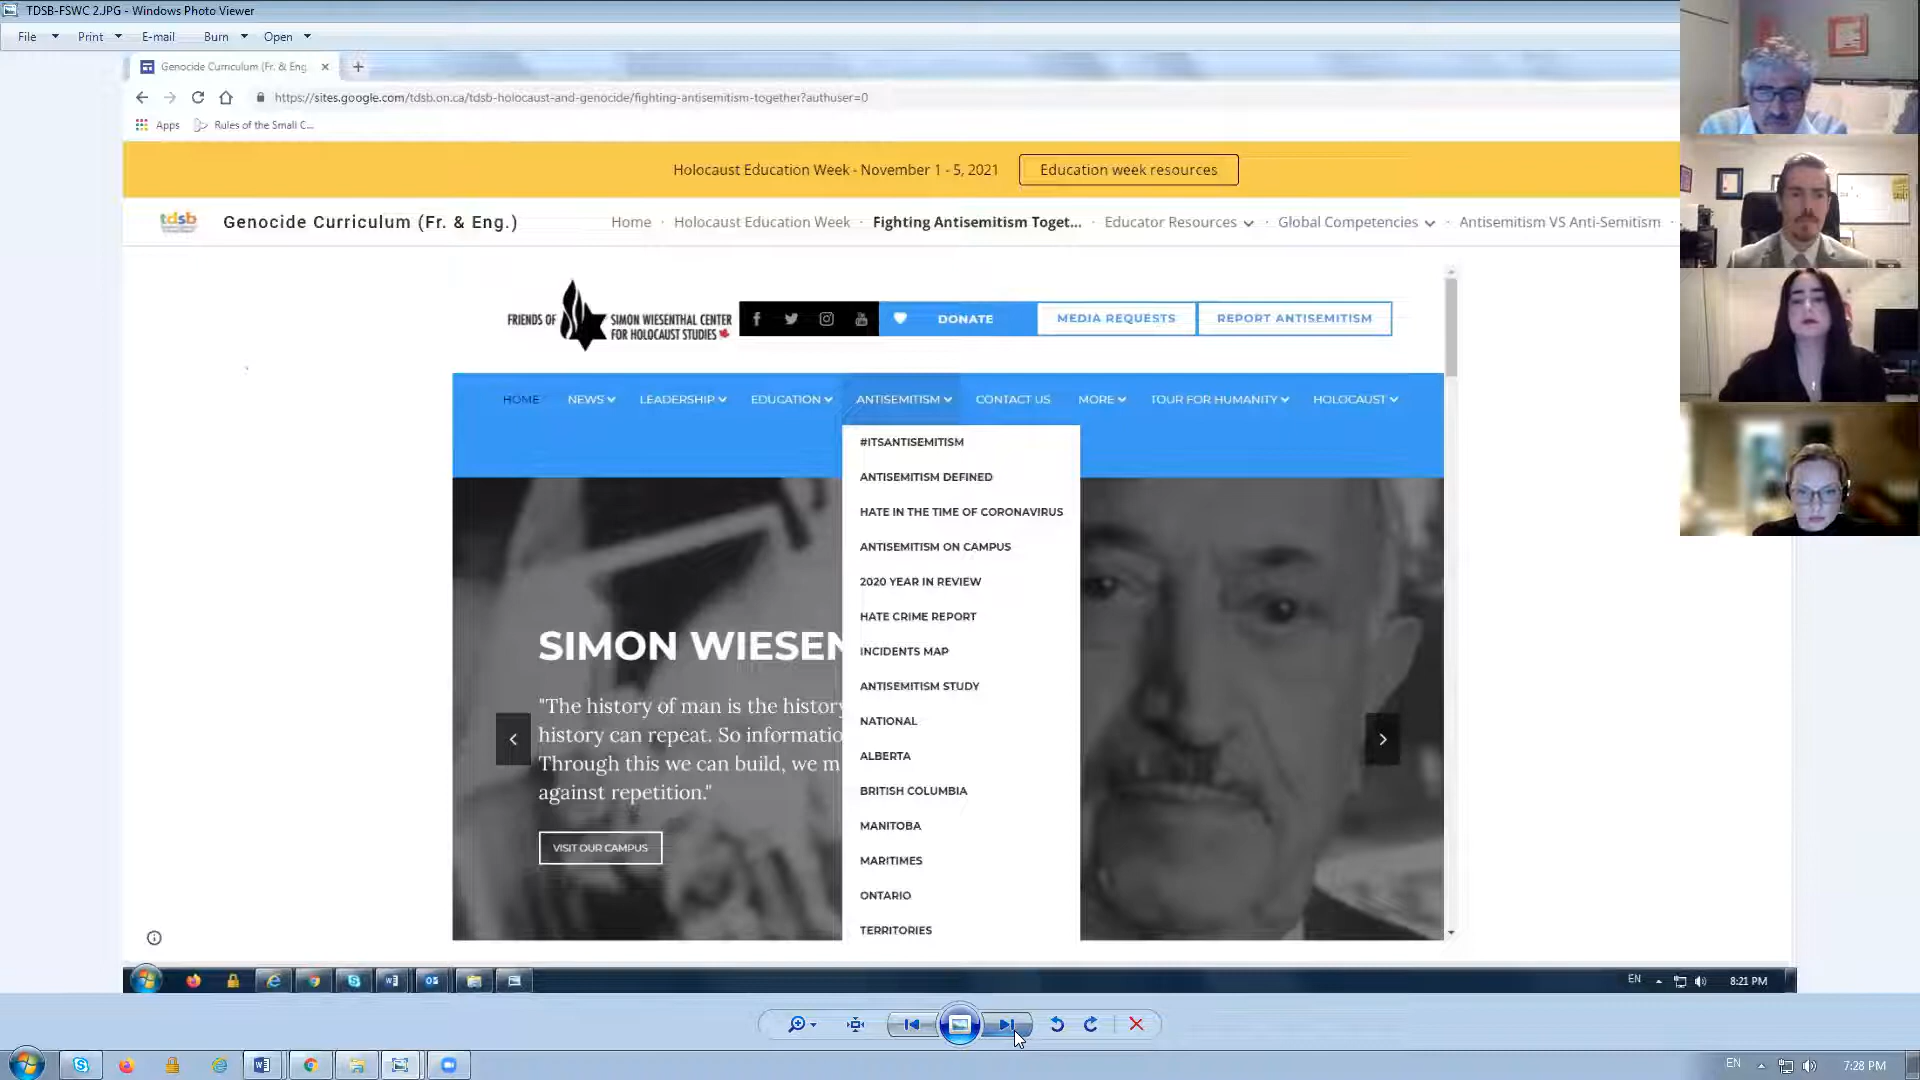 TDSB-FSWC 2.JPG - Windows Photo Viewer
File Print E-mail Burn Open
Genocide Curriculum (Fr. & Eng.
https://sites.google.com/tdsb.on.ca/tdsb-holocaust-and-genocide/fighting-antisemitism-together?authuser=0
Apps Rules of the Small C...
Holocaust Education Week - November 1 - 5, 2021 Education week resources
tdsb Genocide Curriculum (Fr. & Eng.) Home Holocaust Education Week Fighting Antisemitism Toget... Educator Resources Global Competencies Antisemitism VS Anti-Semitism
FRIENDS OF SIMON WIESENTHAL CENTER
FOR HOLOCAUST STUDIES
DONATE MEDIA REQUESTS REPORT ANTISEMITISM
HOME NEWS LEADERSHIP EDUCATION ANTISEMITISM CONTACT US MORE TOUR FOR HUMANITY HOLOCAUST
#ITSANTISEMITISM
ANTISEMITISM DEFINED
HATE IN THE TIME OF CORONAVIRUS
ANTISEMITISM ON CAMPUS
2020 YEAR IN REVIEW
HATE CRIME REPORT
INCIDENTS MAP
ANTISEMITISM STUDY
NATIONAL
ALBERTA
BRITISH COLUMBIA
MANITOBA
MARITIMES
ONTARIO
TERRITORIES
SIMON WIESEN
"The history of man is the history
history can repeat. So informatio
Through this we can build, we m
against repetition."
VISIT OUR CAMPUS
EN 8:21 PM
EN 7:28 PM